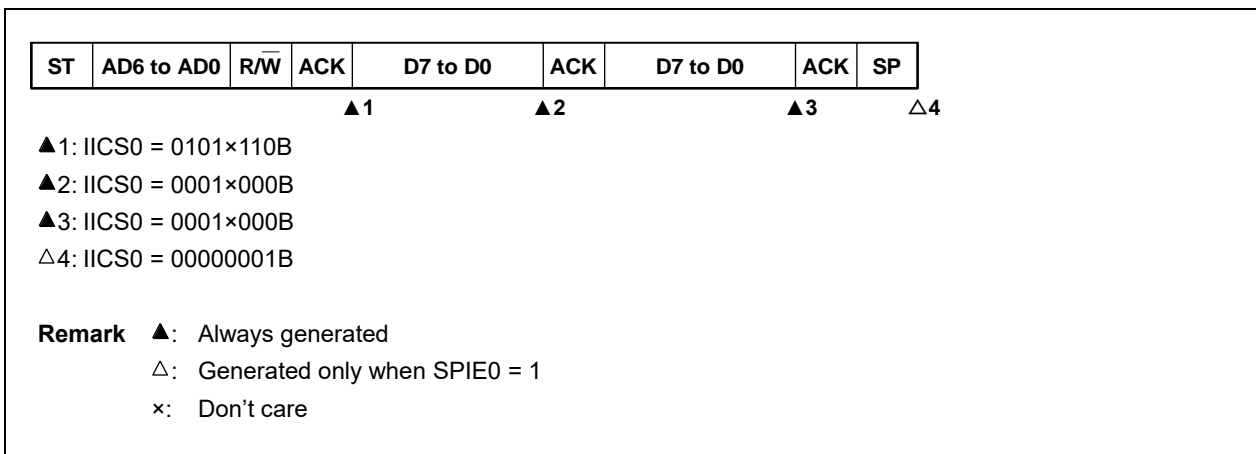 ST AD6 to AD0 R/W̅ ACK D7 to D0 ACK D7 to D0 ACK SP
▲1 ▲2 ▲3 △4
▲1: IICS0 = 0101×110B
▲2: IICS0 = 0001×000B
▲3: IICS0 = 0001×000B
△4: IICS0 = 00000001B
Remark ▲: Always generated
△: Generated only when SPIE0 = 1
×: Don’t care